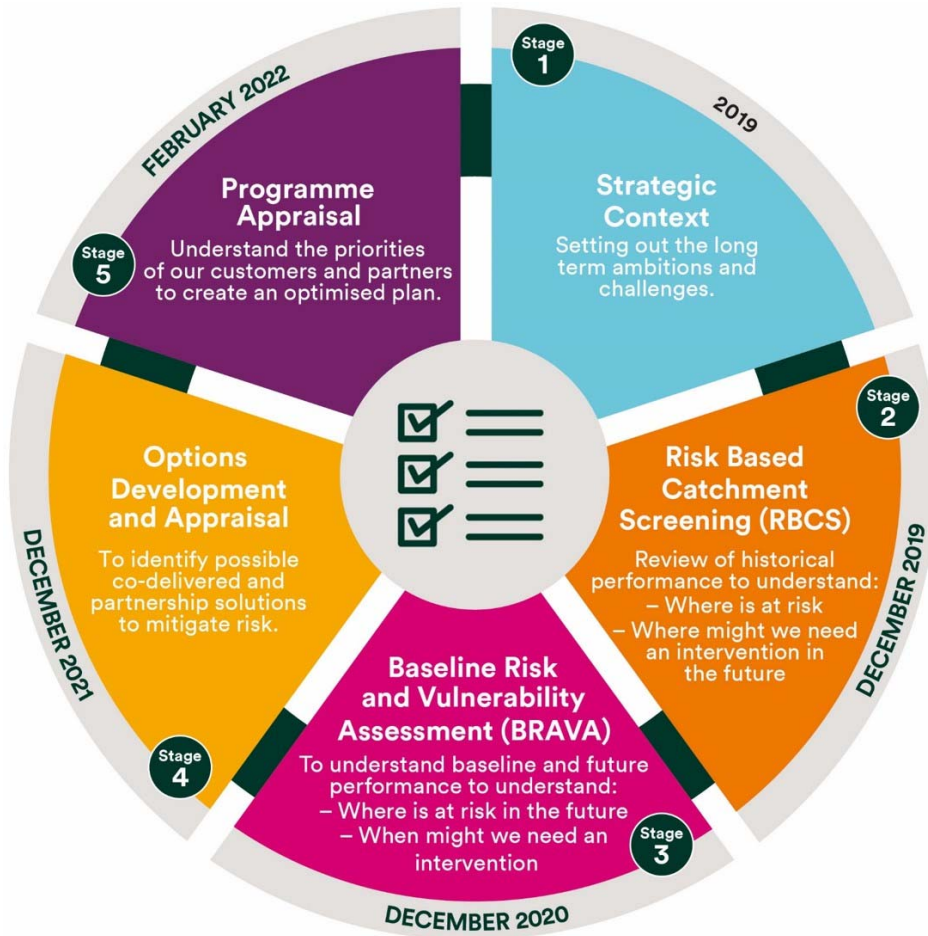 Stage
1
2019
Strategic
Context
Setting out the long
term ambitions and
challenges.
Stage
2
DECEMBER 2019
Risk Based
Catchment
Screening (RBCS)
Review of historical
performance to understand:
– Where is at risk
– Where might we need
an intervention in
the future
Stage
3
DECEMBER 2020
Baseline Risk
and Vulnerability
Assessment (BRAVA)
To understand baseline and future
performance to understand:
– Where is at risk in the future
– When might we need an
intervention
Stage
4
DECEMBER 2021
Options
Development
and Appraisal
To identify possible
co-delivered and
partnership solutions
to mitigate risk.
Stage
5
FEBRUARY 2022
Programme
Appraisal
Understand the priorities
of our customers and partners
to create an optimised plan.